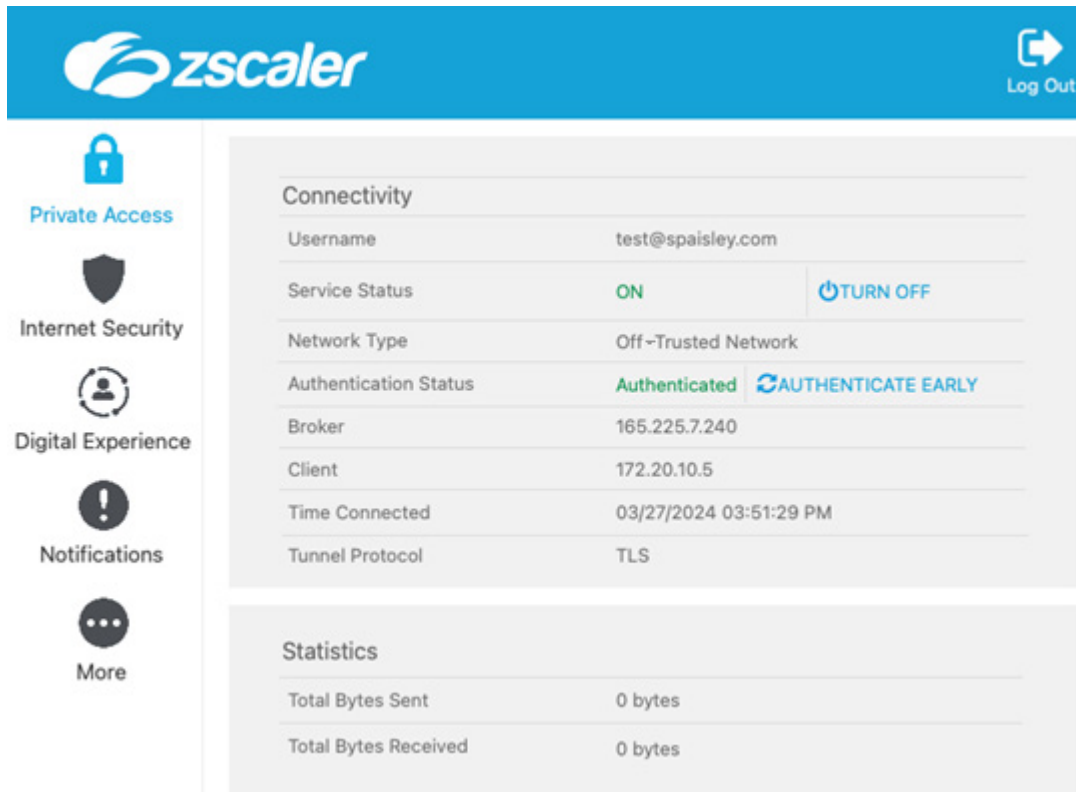 zscaler
Log Out
Private Access
Internet Security
Digital Experience
Notifications
More
Connectivity
Username test@spaisley.com
Service Status ON TURN OFF
Network Type Off-Trusted Network
Authentication Status Authenticated AUTHENTICATE EARLY
Broker 165.225.7.240
Client 172.20.10.5
Time Connected 03/27/2024 03:51:29 PM
Tunnel Protocol TLS
Statistics
Total Bytes Sent 0 bytes
Total Bytes Received 0 bytes